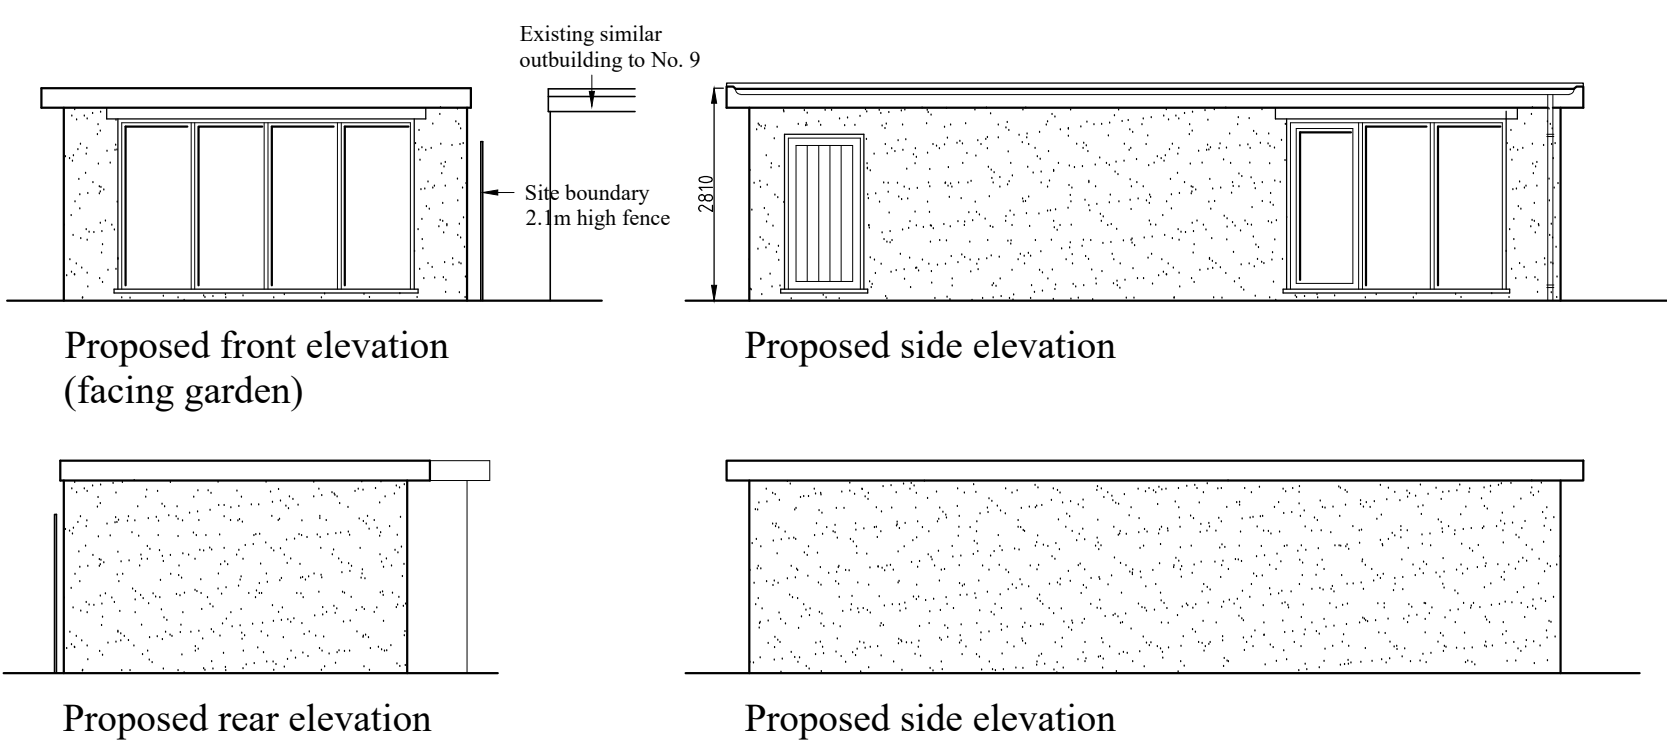 Existing similar
outbuilding to No. 9
Site boundary
2.1m high fence
2810
Proposed front elevation
(facing garden)
Proposed side elevation
Proposed rear elevation
Proposed side elevation